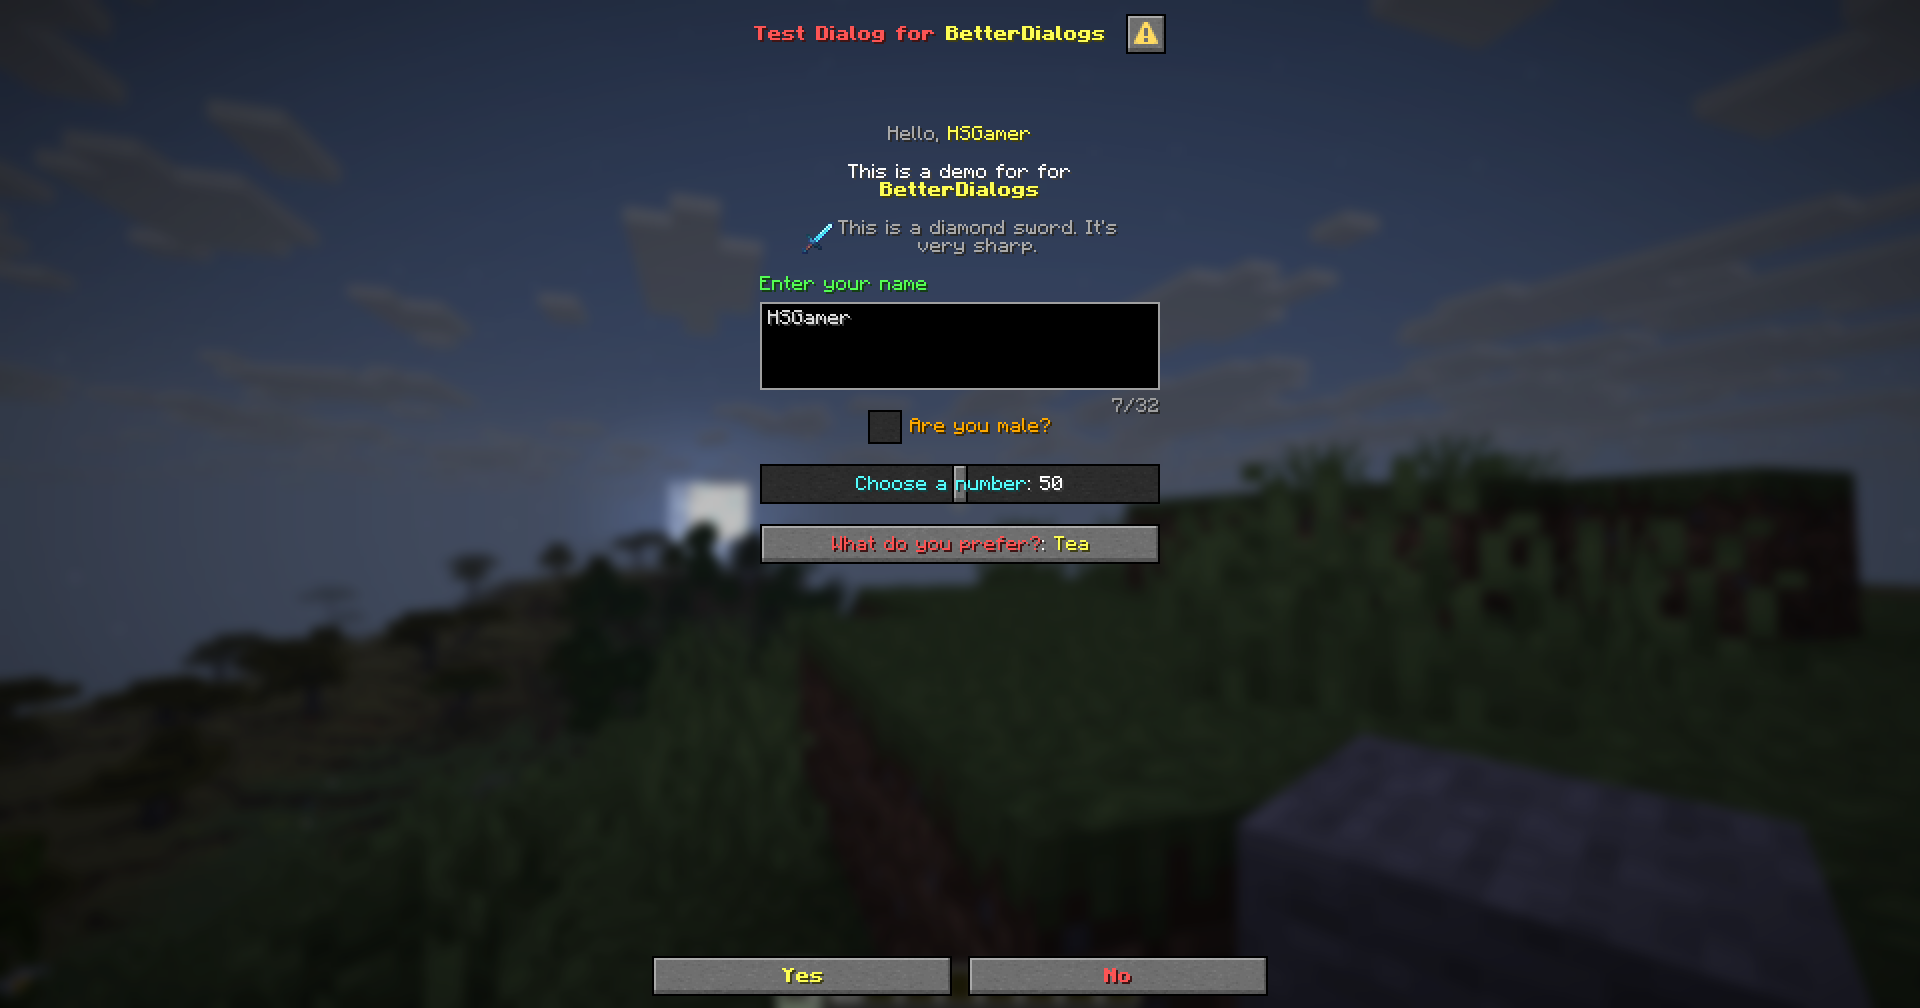 Test Dialog for BetterDialogs
Hello, HSGamer
This is a demo for for
BetterDialogs
This is a diamond sword. It's
very sharp.
Enter your name
HSGamer
7/32
Are you male?
Choose a number: 50
What do you prefer?: Tea
Yes
No